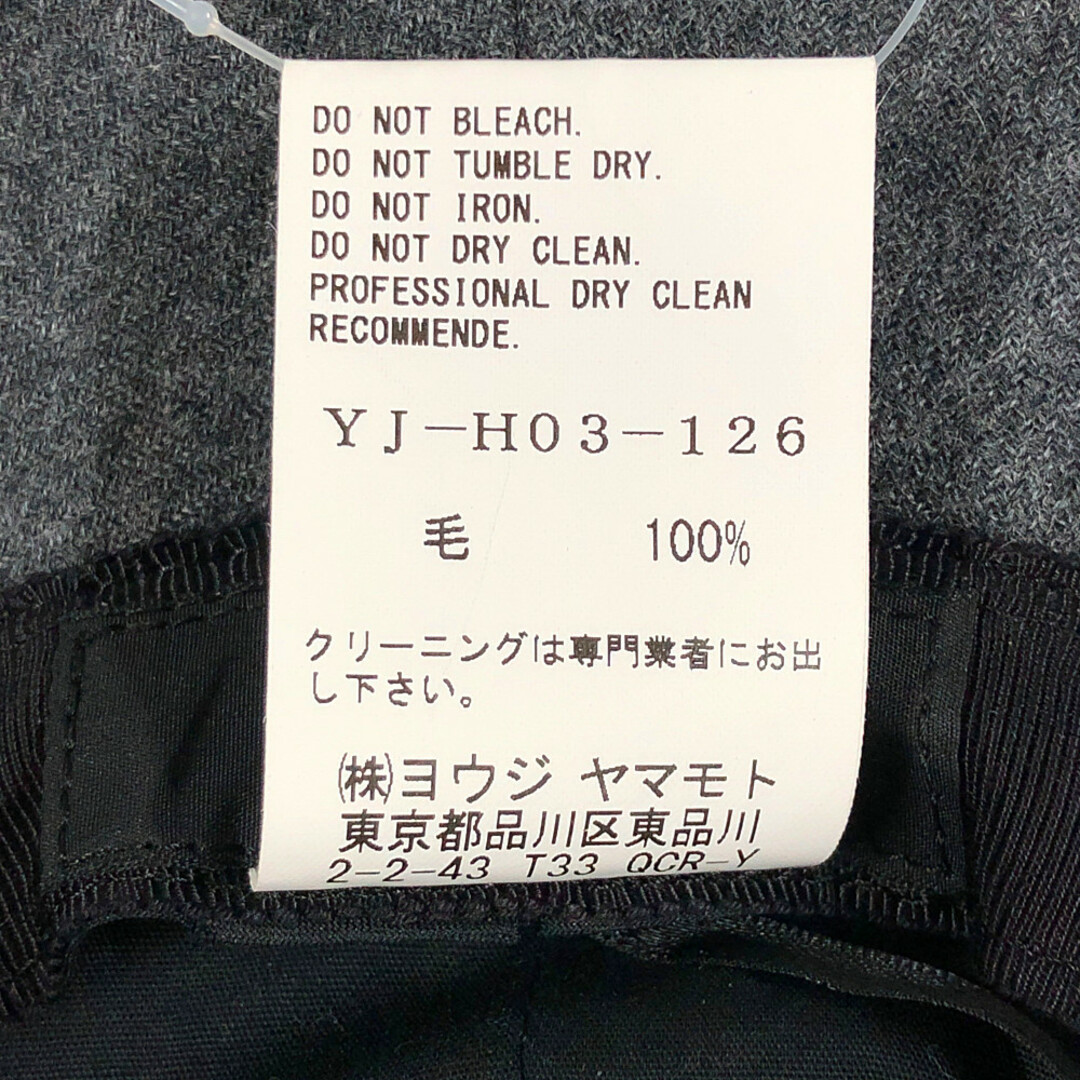 DO NOT BLEACH.
DO NOT TUMBLE DRY.
DO NOT IRON.
DO NOT DRY CLEAN.
PROFESSIONAL DRY CLEAN
RECOMMENDE.
YJ-H03-126
毛 100%
クリーニングは専門業者にお出
し下さい。
㈱ヨウジ ヤマモト
東京都品川区東品川
2-2-43 T33 QCR-Y